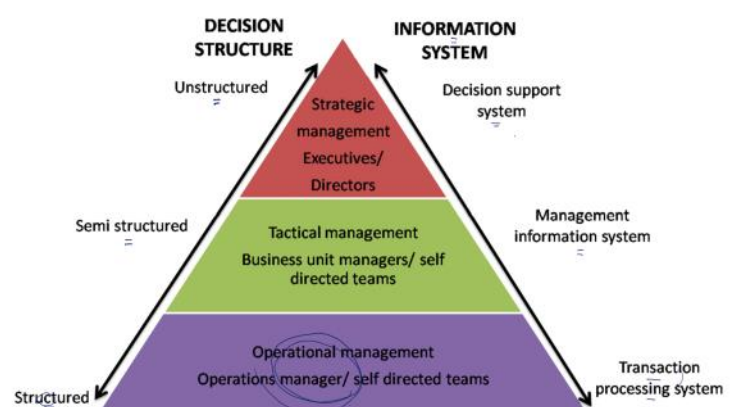 DECISION
STRUCTURE
INFORMATION
SYSTEM
Unstructured
Decision support
system
Strategic
management
Executives/
Directors
Semi structured
Tactical management
Business unit managers/ self
directed teams
Management
information system
Operational management
Operations manager/ self directed teams
Structured
Transaction
processing system